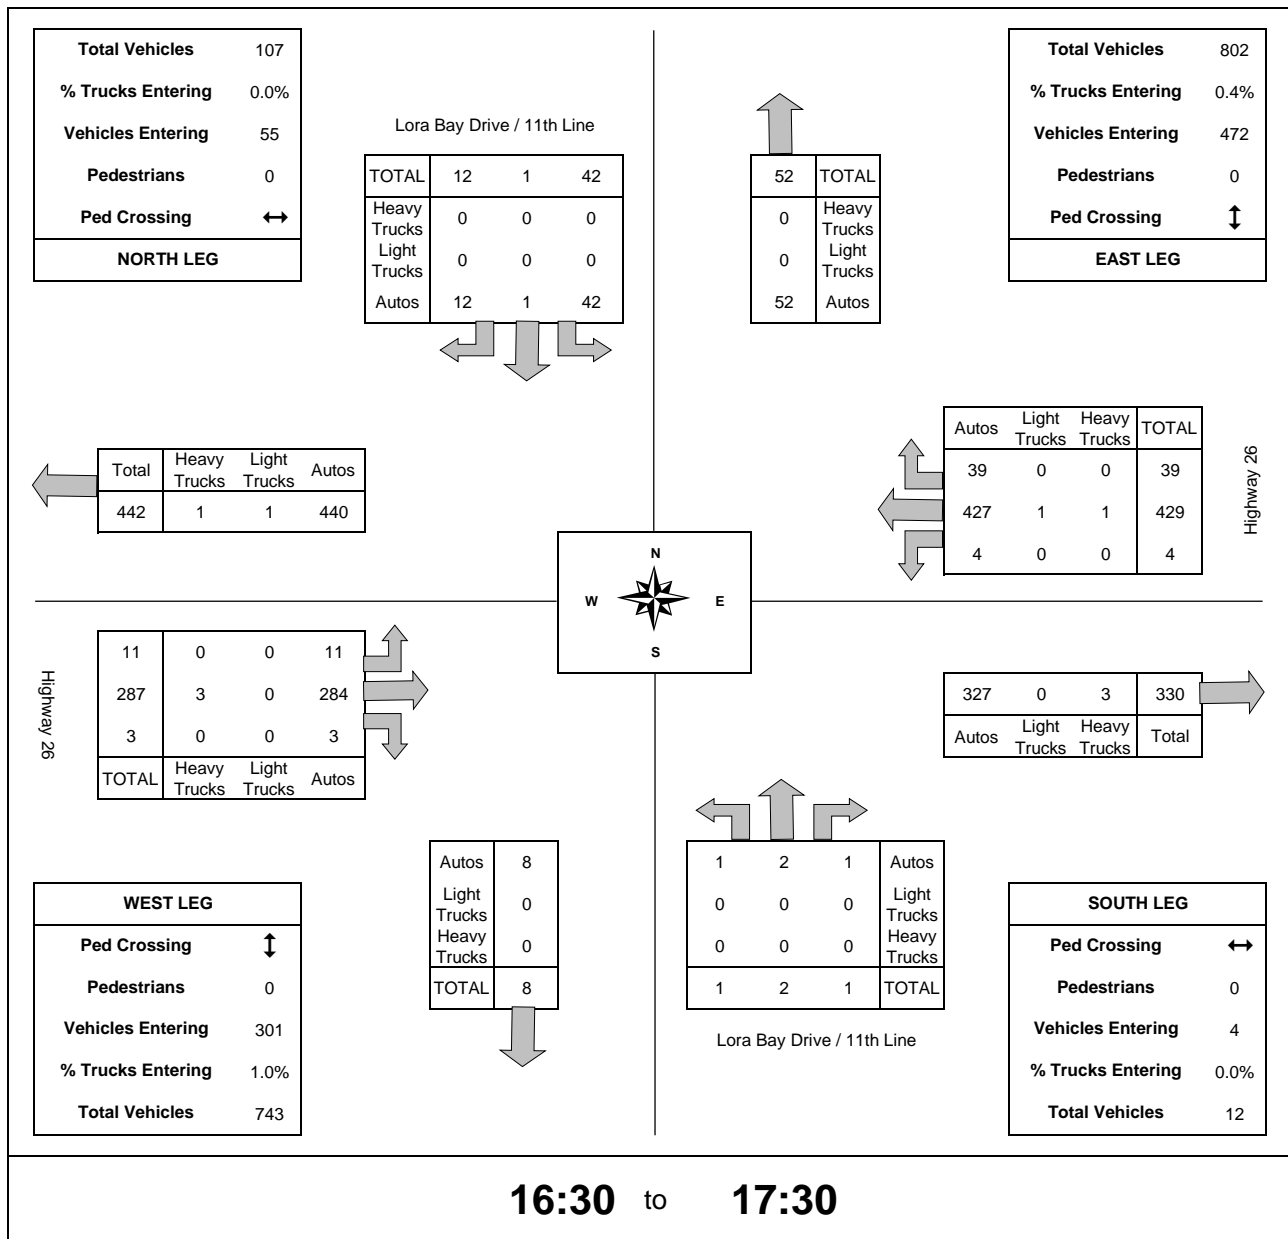 Total Vehicles 107
% Trucks Entering 0.0%
Vehicles Entering 55
Pedestrians 0
Ped Crossing ↔
NORTH LEG
Lora Bay Drive / 11th Line
TOTAL 12 1 42
Heavy Trucks 0 0 0
Light Trucks 0 0 0
Autos 12 1 42
52 TOTAL
0 Heavy Trucks
0 Light Trucks
52 Autos
Total Vehicles 802
% Trucks Entering 0.4%
Vehicles Entering 472
Pedestrians 0
Ped Crossing ↕
EAST LEG
Total Heavy Trucks Light Trucks Autos
442 1 1 440
Autos Light Trucks Heavy Trucks TOTAL
39 0 0 39
427 1 1 429
4 0 0 4
Highway 26
N
W E
S
Highway 26
11 0 0 11
287 3 0 284
3 0 0 3
TOTAL Heavy Trucks Light Trucks Autos
327 0 3 330
Autos Light Trucks Heavy Trucks Total
Autos 8
Light Trucks 0
Heavy Trucks 0
TOTAL 8
1 2 1 Autos
0 0 0 Light Trucks
0 0 0 Heavy Trucks
1 2 1 TOTAL
Lora Bay Drive / 11th Line
WEST LEG
Ped Crossing ↕
Pedestrians 0
Vehicles Entering 301
% Trucks Entering 1.0%
Total Vehicles 743
SOUTH LEG
Ped Crossing ↔
Pedestrians 0
Vehicles Entering 4
% Trucks Entering 0.0%
Total Vehicles 12
16:30 to 17:30